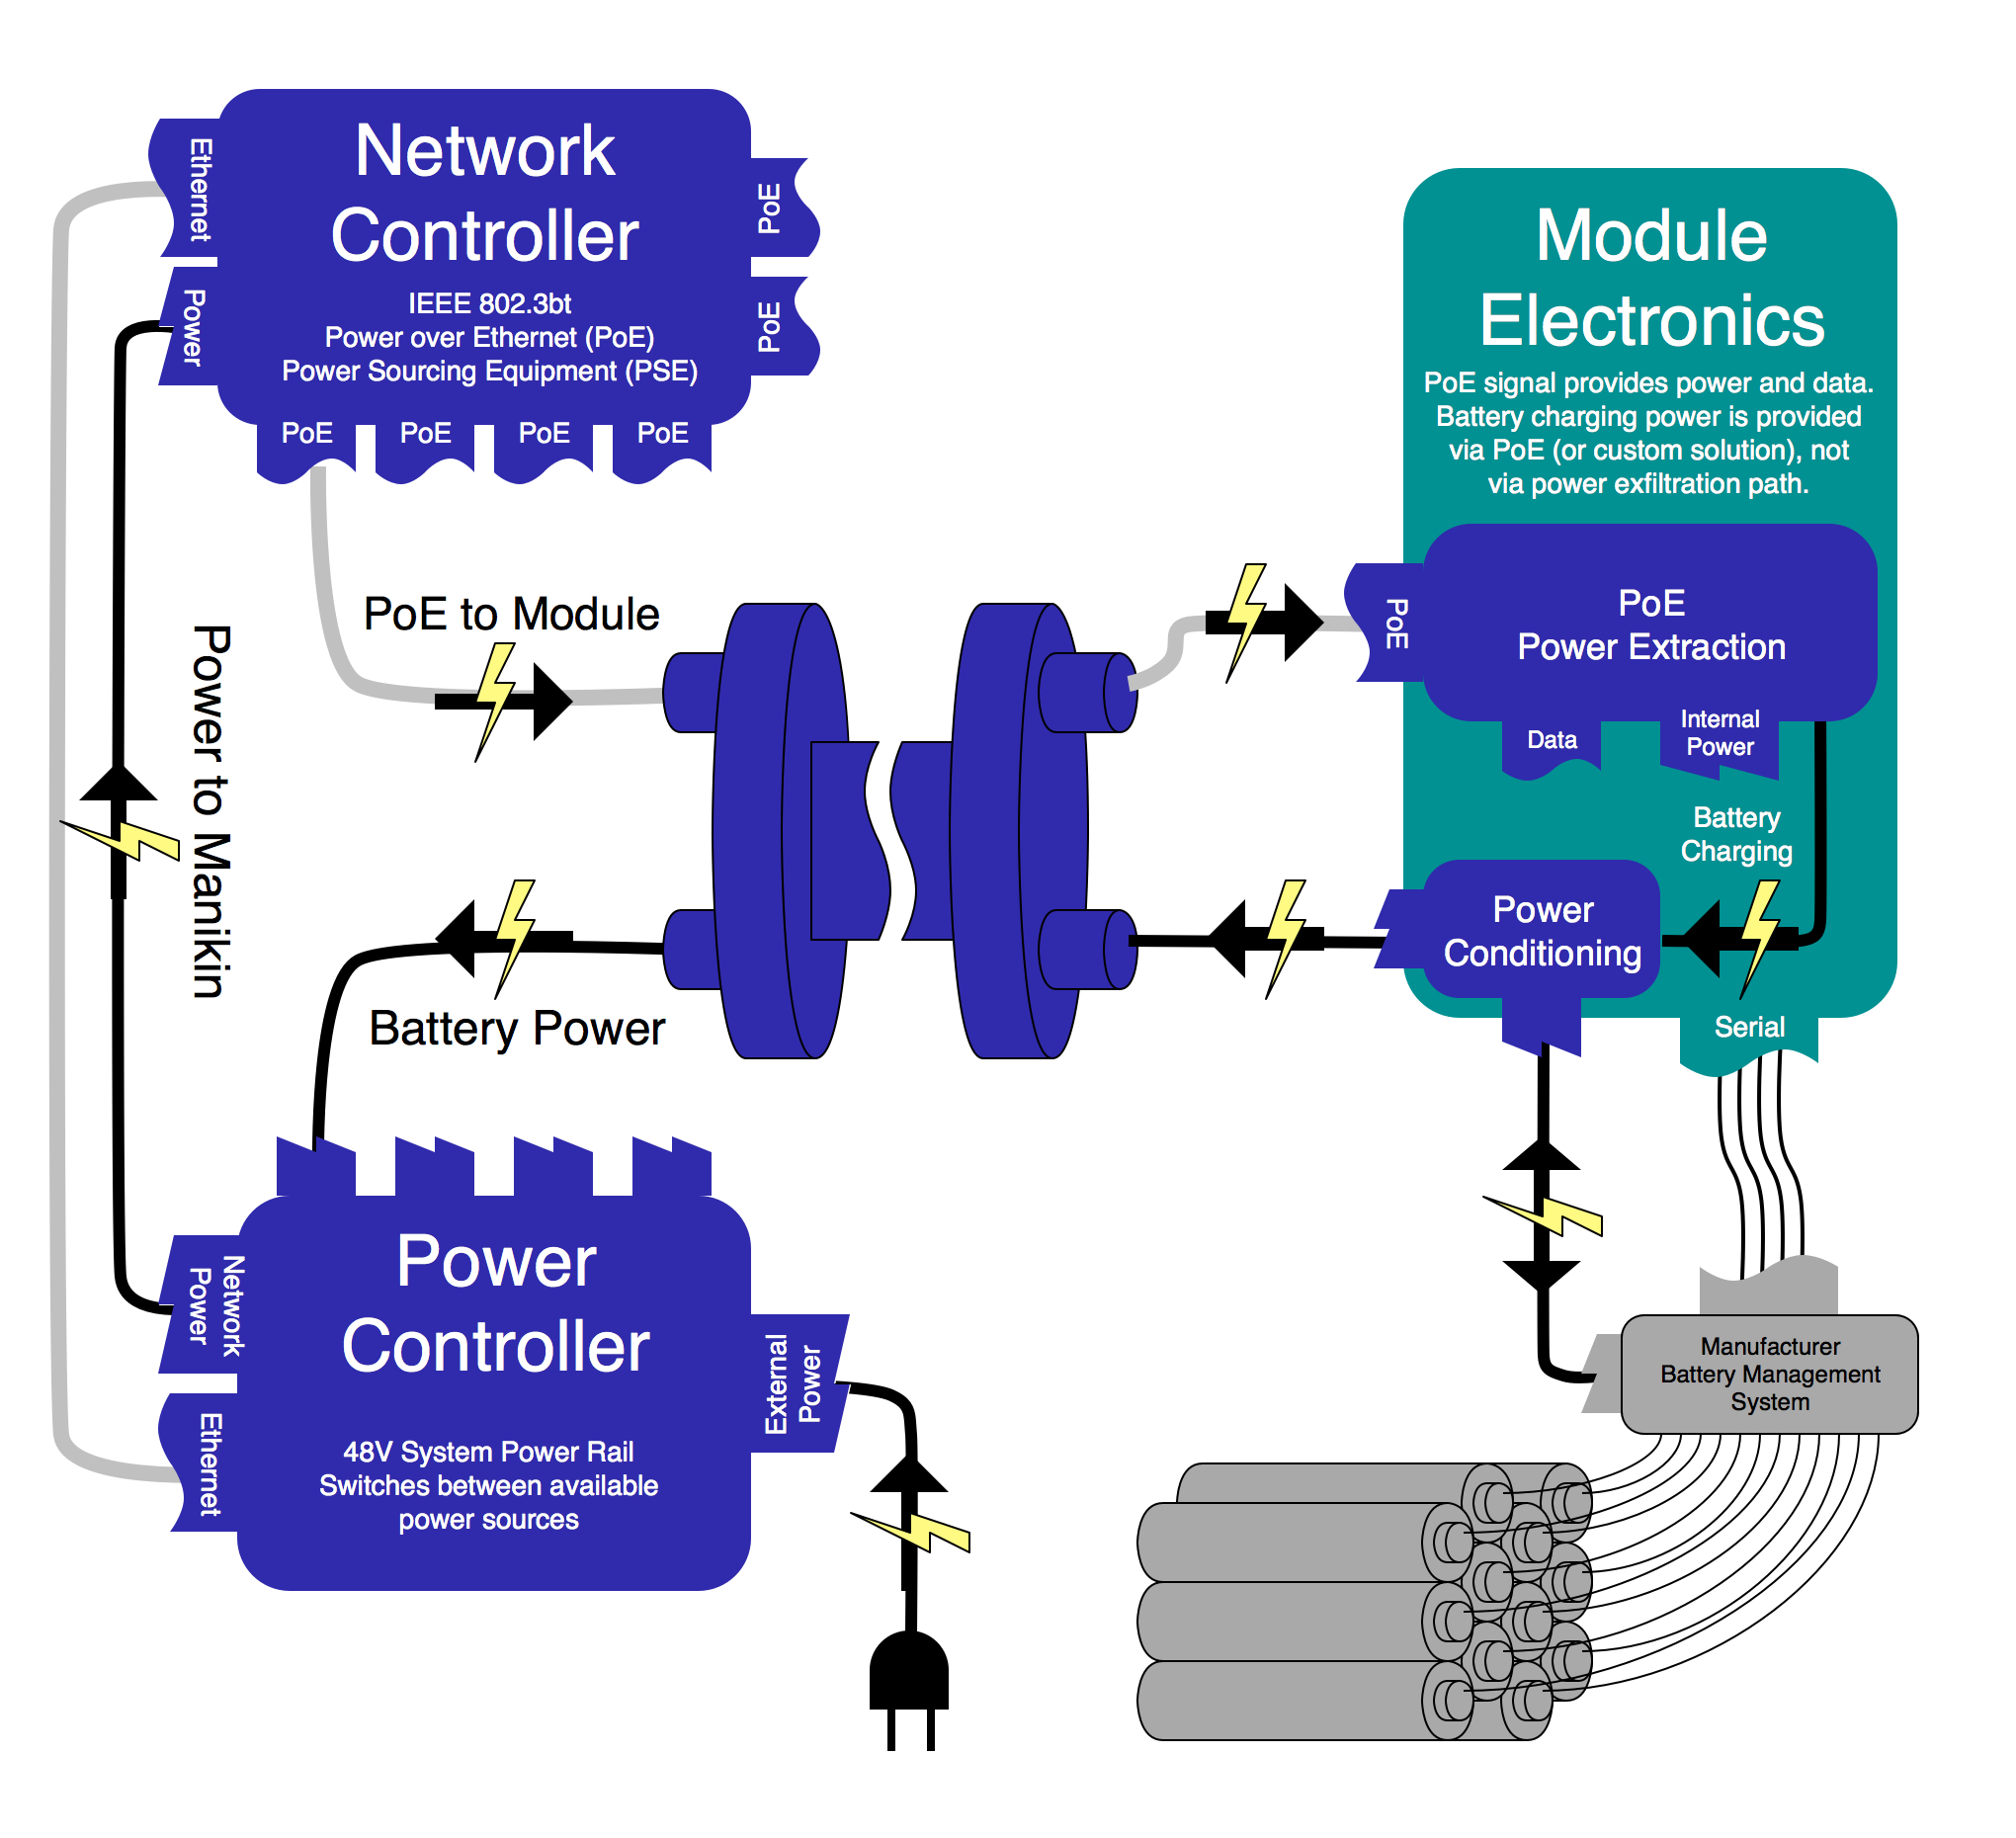 Network
Controller
IEEE 802.3bt
Power over Ethernet (PoE)
Power Sourcing Equipment (PSE)
Ethernet
Power
PoE
PoE
PoE
PoE
PoE
PoE
Module
Electronics
PoE signal provides power and data.
Battery charging power is provided
via PoE (or custom solution), not
via power exfiltration path.
PoE
PoE
Power Extraction
Data
Internal
Power
Battery
Charging
Power
Conditioning
Serial
PoE to Module
Power to Manikin
Battery Power
Power
Controller
48V System Power Rail
Switches between available
power sources
Network
Power
Ethernet
External
Power
Manufacturer
Battery Management
System